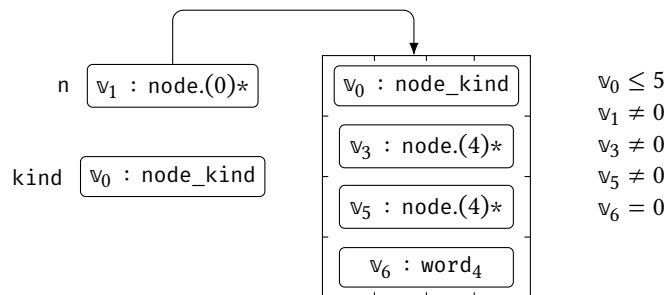 n 𝕧₁ : node.(0)*
kind 𝕧₀ : node_kind
𝕧₀ : node_kind
𝕧₃ : node.(4)*
𝕧₅ : node.(4)*
𝕧₆ : word₄
𝕧₀ ≤ 5
𝕧₁ ≠ 0
𝕧₃ ≠ 0
𝕧₅ ≠ 0
𝕧₆ = 0